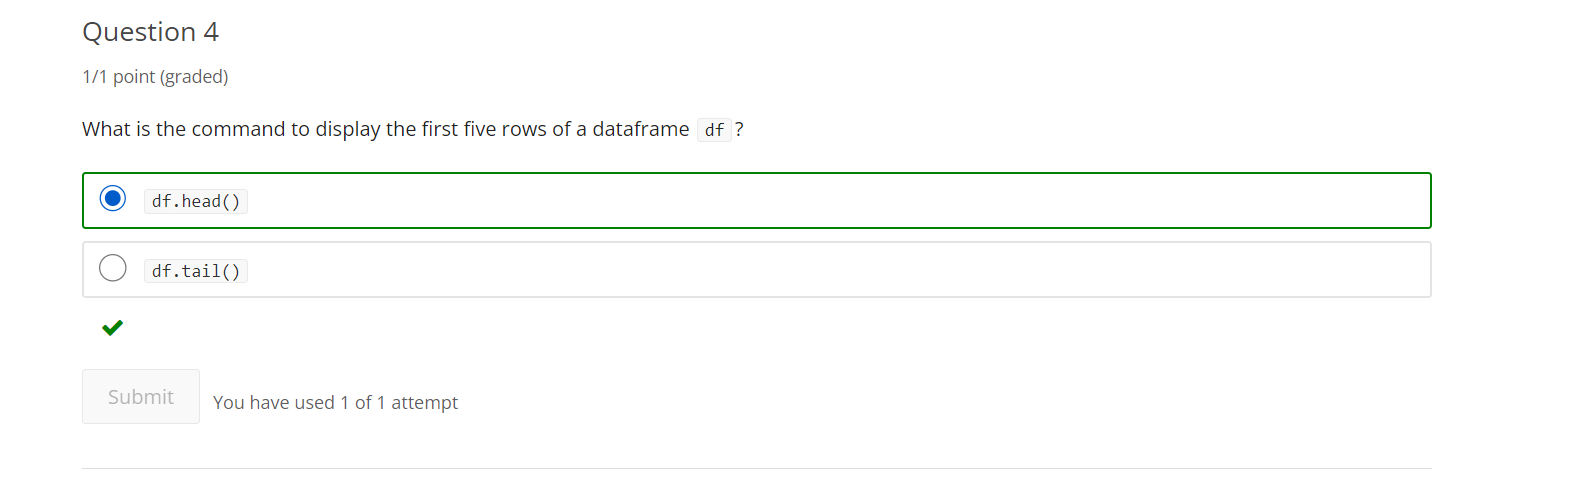 Question 4
1/1 point (graded)
What is the command to display the first five rows of a dataframe df ?
df.head()
df.tail()
Submit
You have used 1 of 1 attempt